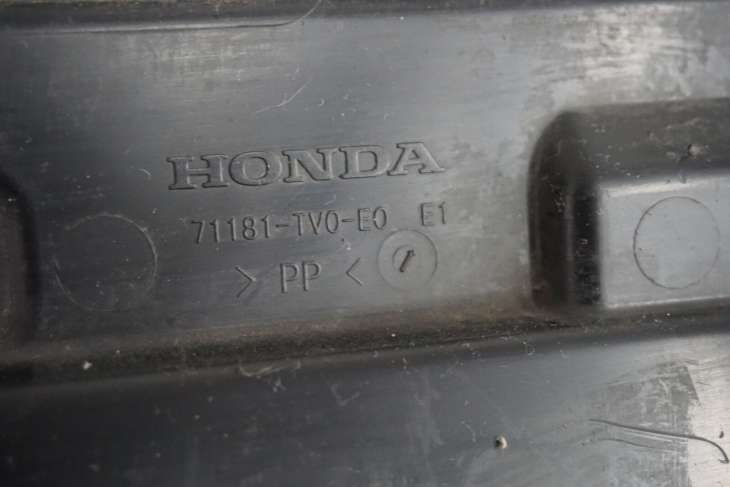 HONDA
71181-TV0-E0 E1
> PP <